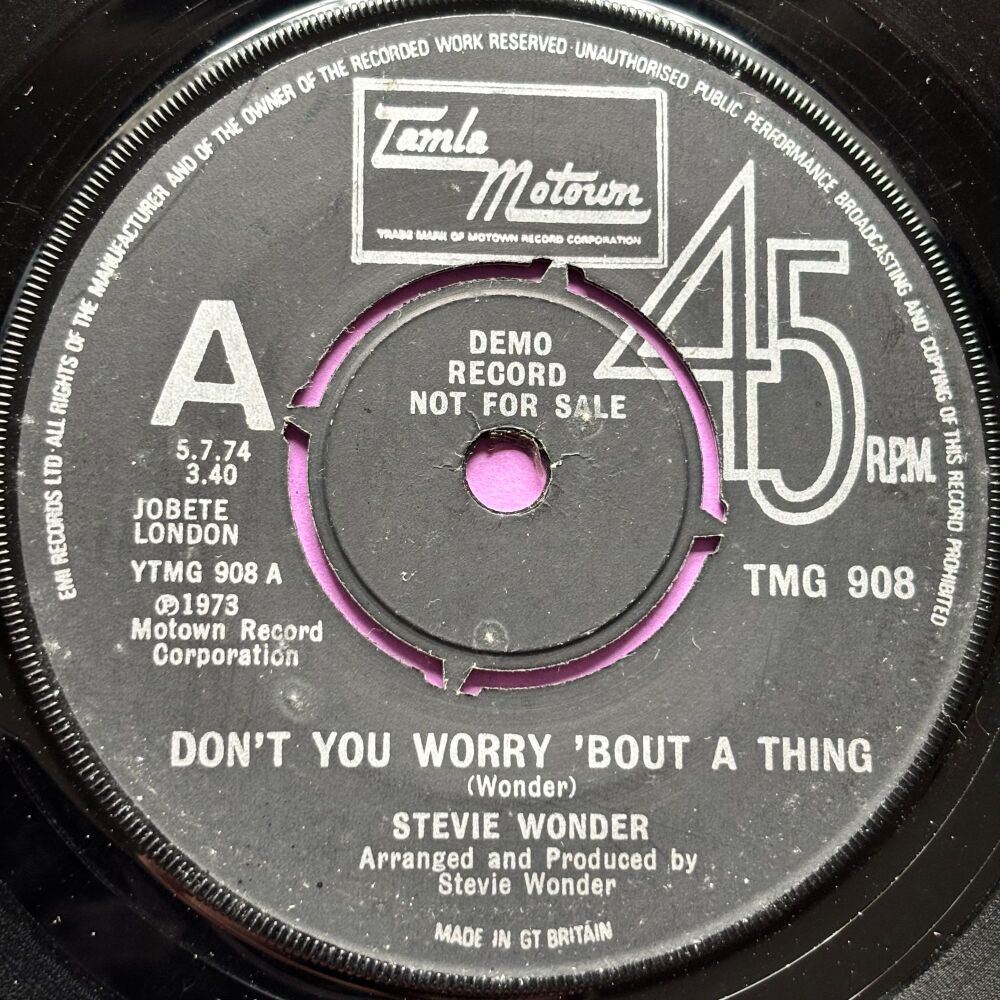 EMI RECORDS LTD · ALL RIGHTS OF THE MANUFACTURER AND OF THE OWNER OF THE RECORDED WORK RESERVED · UNAUTHORISED PUBLIC PERFORMANCE BROADCASTING AND COPYING OF THIS RECORD PROHIBITED
Tamla
Motown
TRADE MARK OF MOTOWN RECORD CORPORATION
45
R.P.M.
DEMO
RECORD
NOT FOR SALE
A
5.7.74
3.40
JOBETE
LONDON
YTMG 908 A
℗1973
Motown Record
Corporation
TMG 908
DON'T YOU WORRY 'BOUT A THING
(Wonder)
STEVIE WONDER
Arranged and Produced by
Stevie Wonder
MADE IN GT BRITAIN